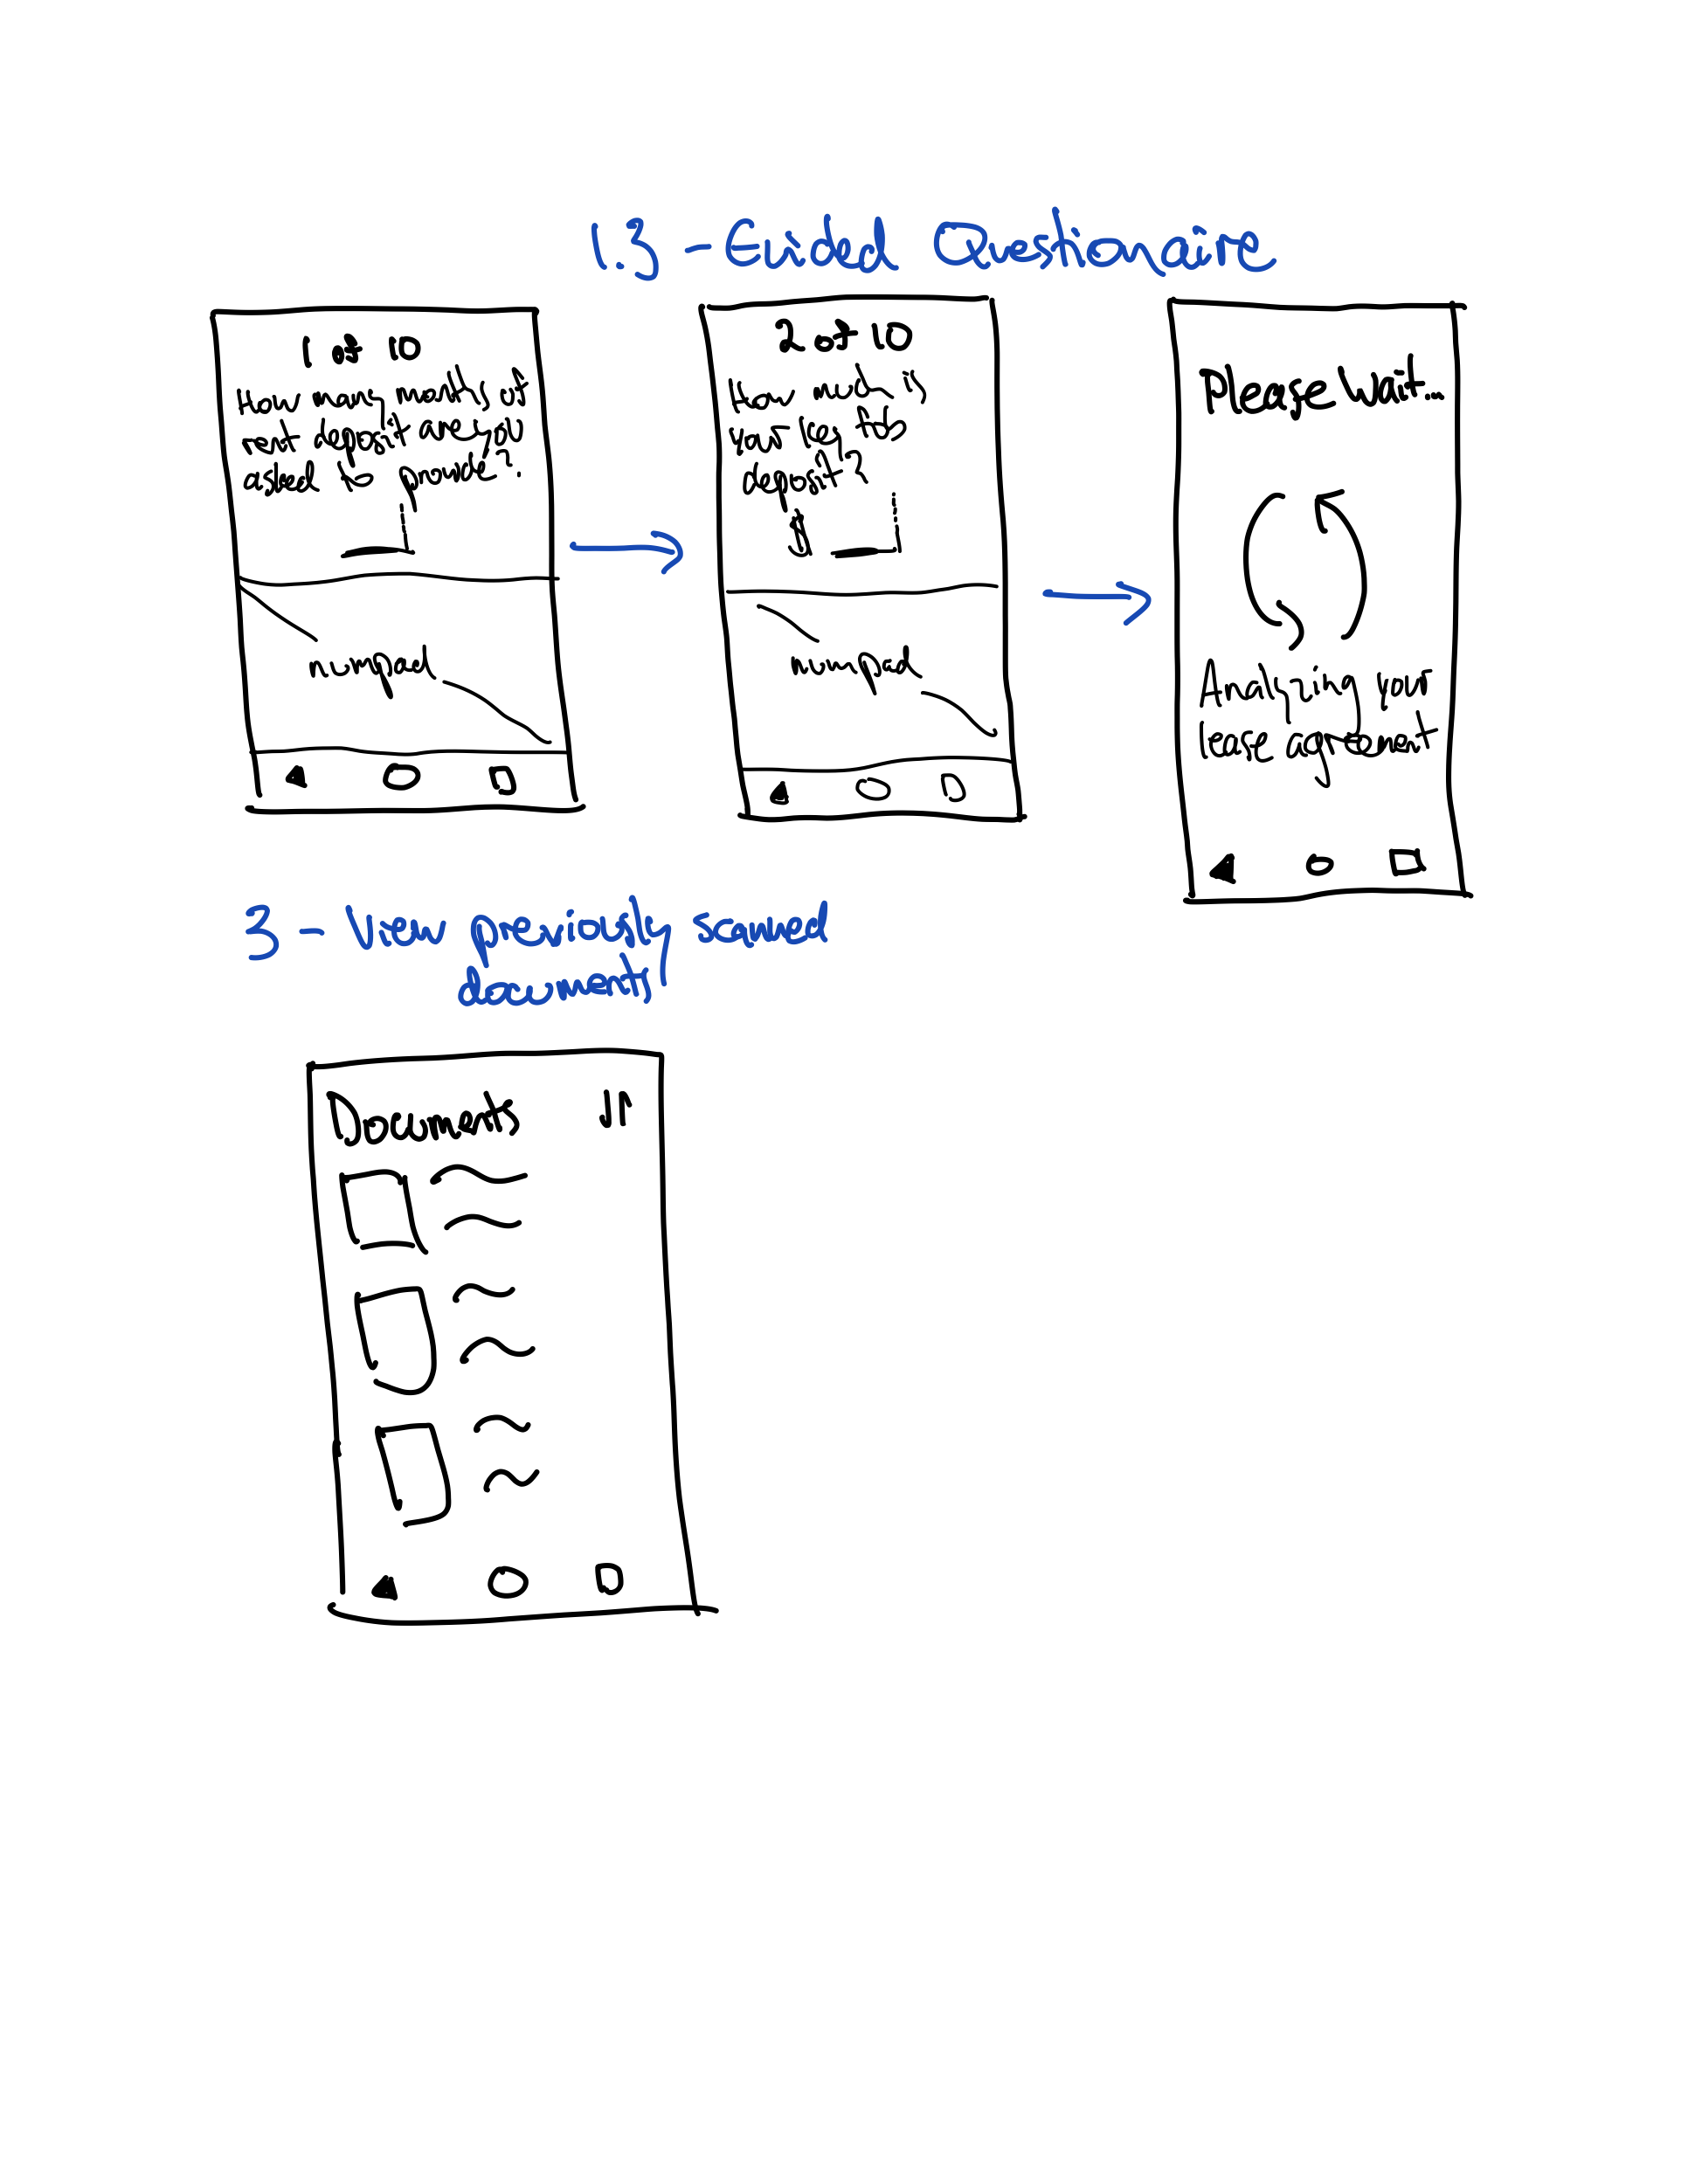 1.3 - Guided Questionaire
1 of 10
How many months of
rent deposit are you
asked to provide?
numpad
2 of 10
How much is
your key fob
deposit?
$
numpad
Please wait...
Analyzing your
lease agreement
3 - View previously scanned
documents
Documents